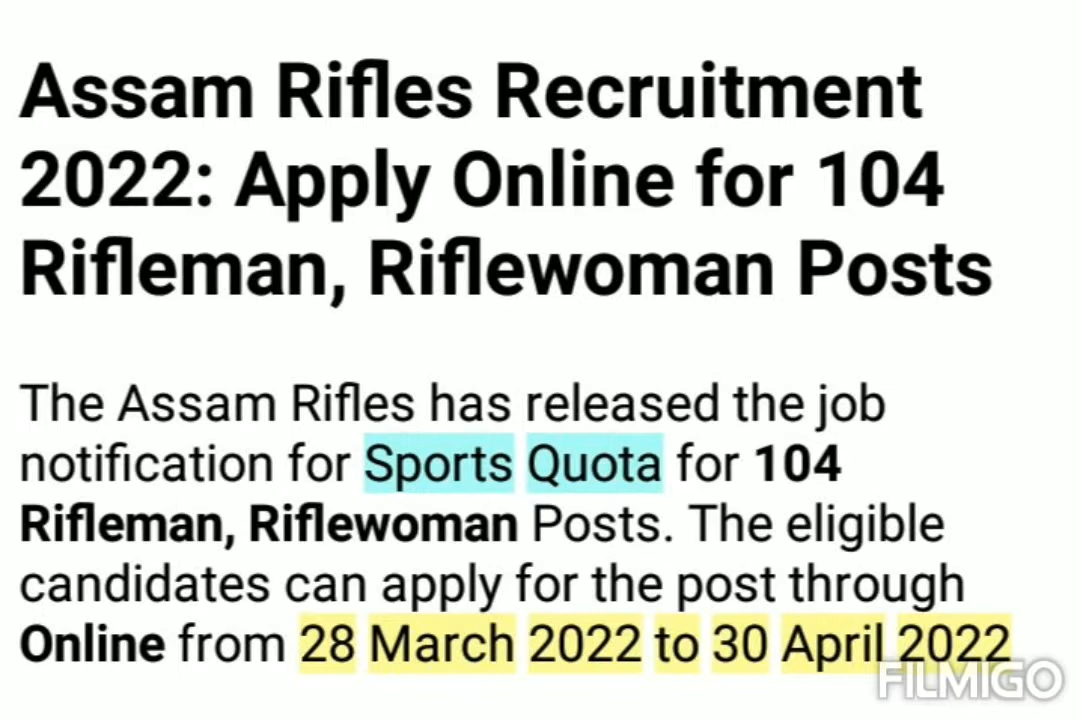 Assam Rifles Recruitment
2022: Apply Online for 104
Rifleman, Riflewoman Posts
The Assam Rifles has released the job
notification for Sports Quota for 104
Rifleman, Riflewoman Posts. The eligible
candidates can apply for the post through
Online from 28 March 2022 to 30 April 2022
FILMIGO